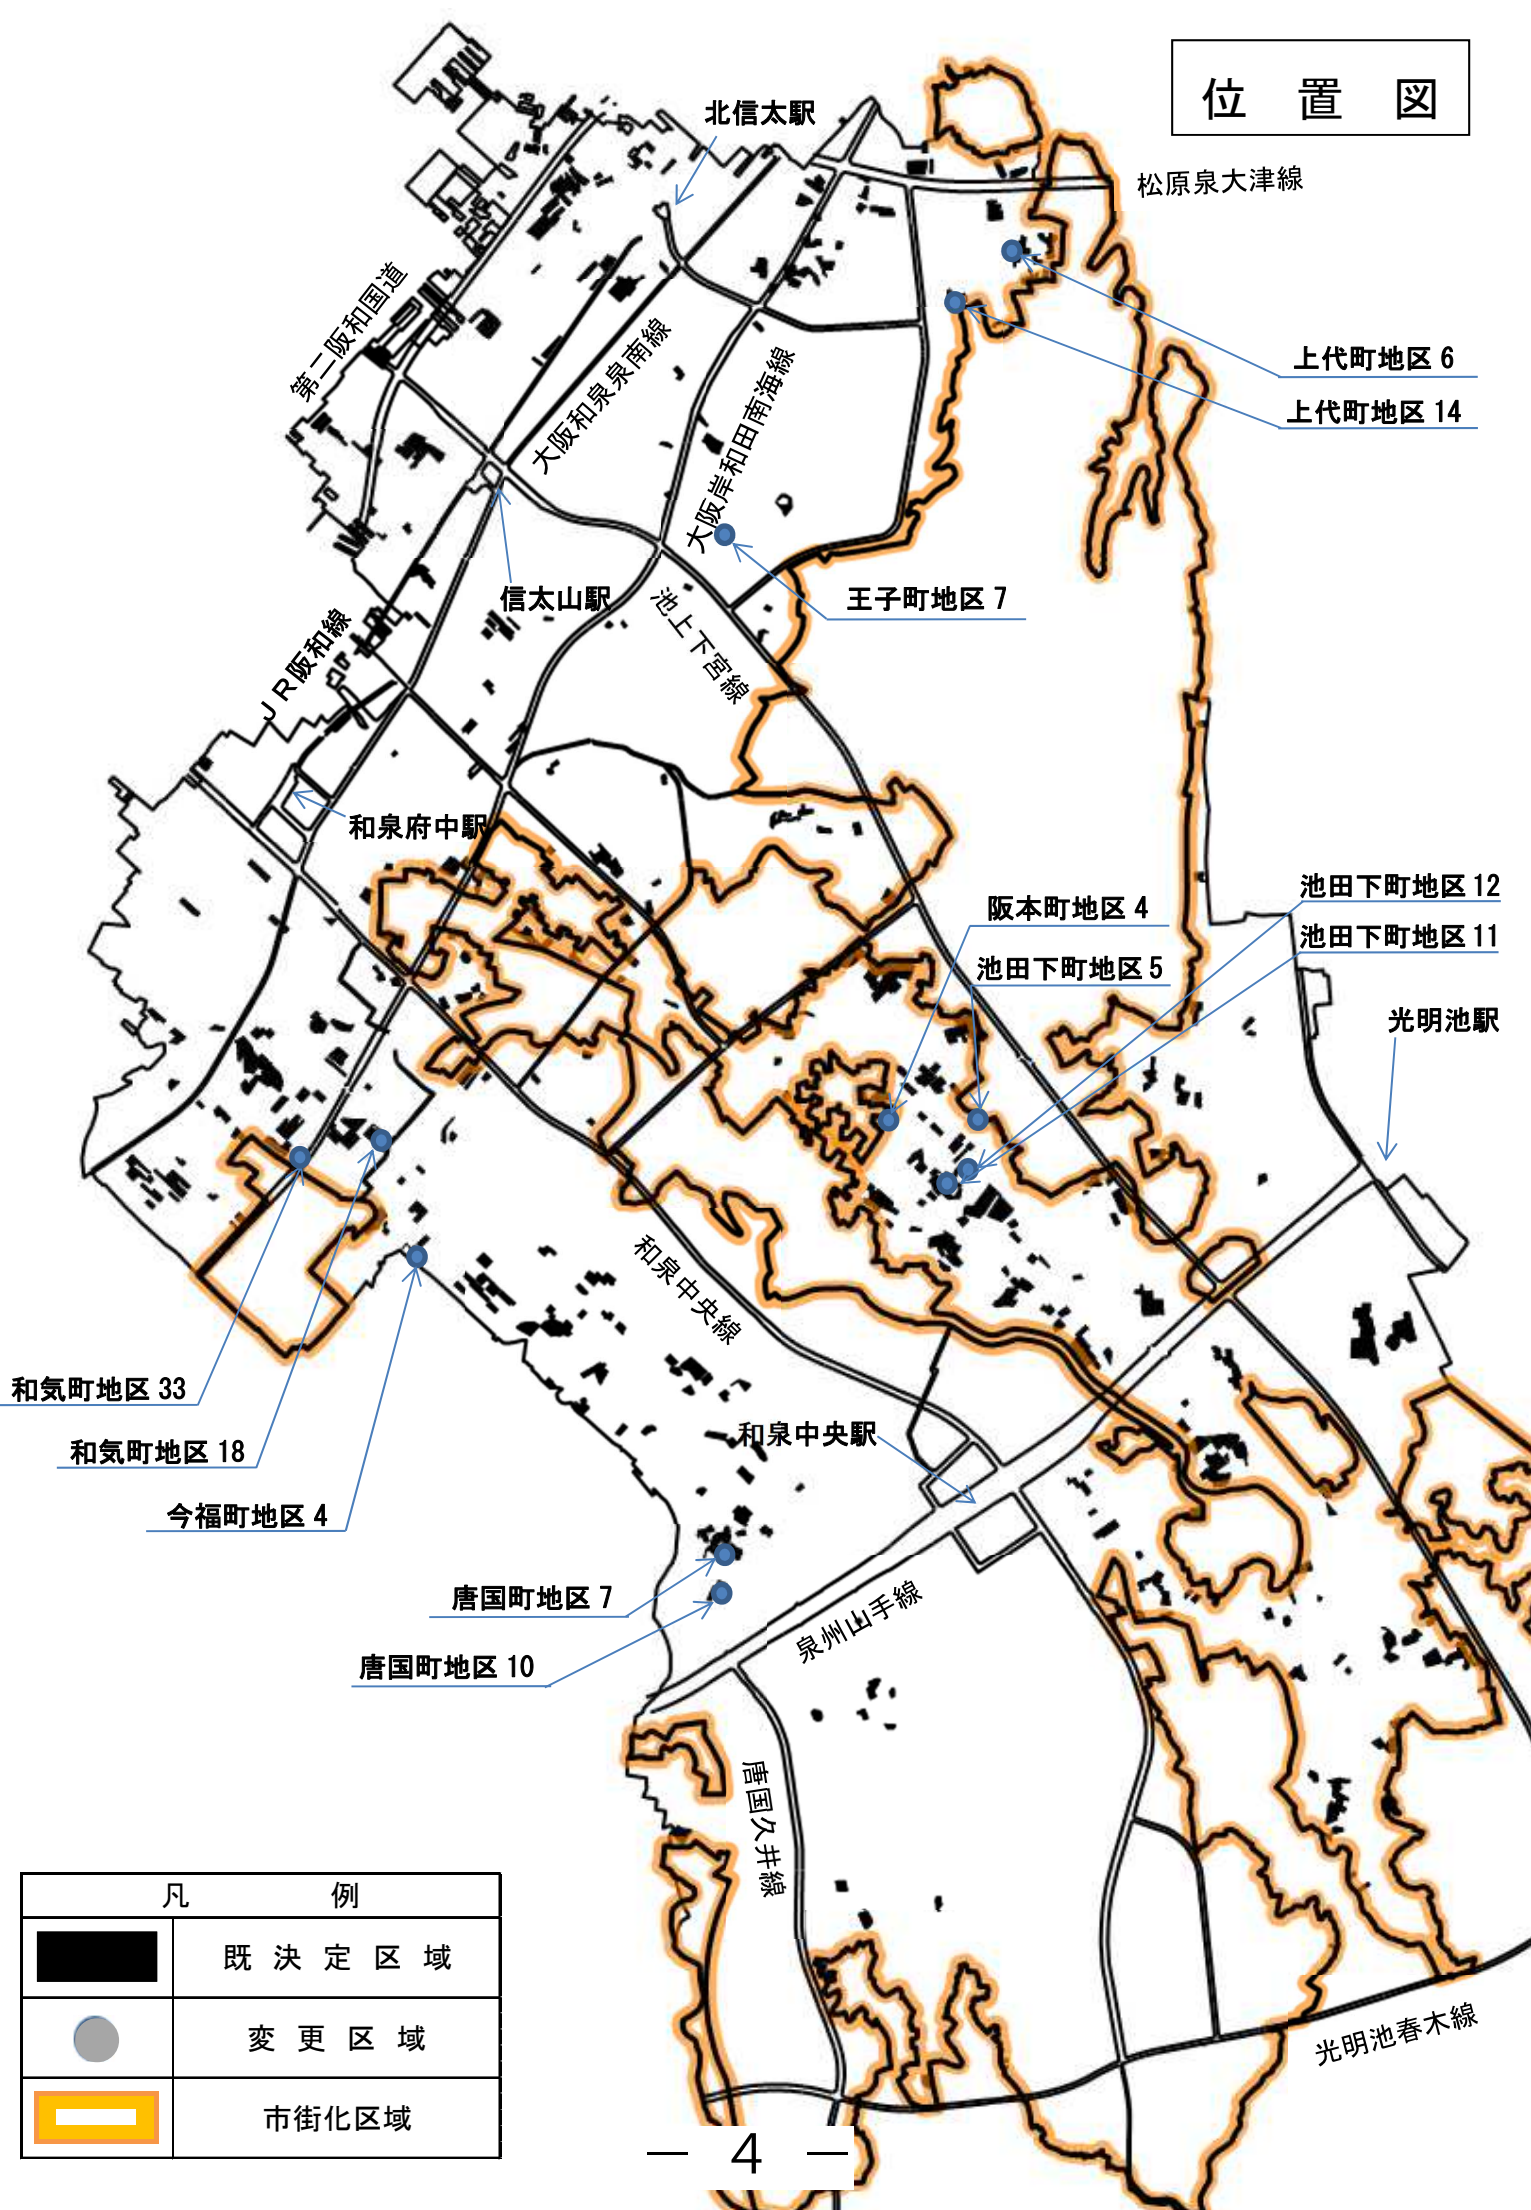 位　置　図
北信太駅
松原泉大津線
第二阪和国道
大阪和泉泉南線
大阪岸和田南海線
上代町地区 6
上代町地区 14
王子町地区 7
信太山駅
池上下宮線
ＪＲ阪和線
和泉府中駅
池田下町地区 12
阪本町地区 4
池田下町地区 11
池田下町地区 5
光明池駅
和泉中央線
和気町地区 33
和気町地区 18
和泉中央駅
今福町地区 4
唐国町地区 7
泉州山手線
唐国町地区 10
唐国久井線
凡　例
既 決 定 区 域
変 更 区 域
市街化区域
光明池春木線
― 4 ―